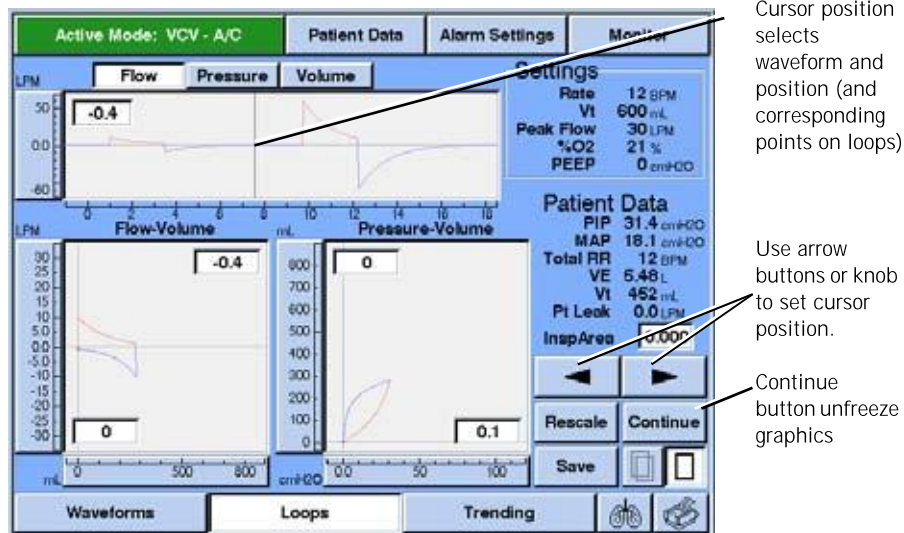 Active Mode: VCV - A/C
Patient Data
Alarm Settings
Monitor
Cursor position
selects
waveform and
position (and
corresponding
points on loops)
LPM
Flow
Pressure
Volume
50
0.0
-60
-0.4
0 2 4 6 8 10 12 14 16 18
Settings
Rate 12 BPM
Vt 600 mL
Peak Flow 30 LPM
%O2 21 %
PEEP 0 cmH2O
Patient Data
PIP 31.4 cmH2O
MAP 18.1 cmH2O
Total RR 12 BPM
VE 5.48 L
Vt 452 mL
Pt Leak 0.0 LPM
InspArea 0.000
LPM
Flow-Volume
30
20
15
10
5.0
0.0
-5.0
-10
-15
-20
-25
-30
-0.4
0
mL
0 500 800
mL
Pressure-Volume
800
700
600
500
400
300
200
100
0
0
0.1
cmH2O
0.0 50 100
Use arrow
buttons or knob
to set cursor
position.
Rescale
Continue
Save
Continue
button unfreeze
graphics
Waveforms
Loops
Trending